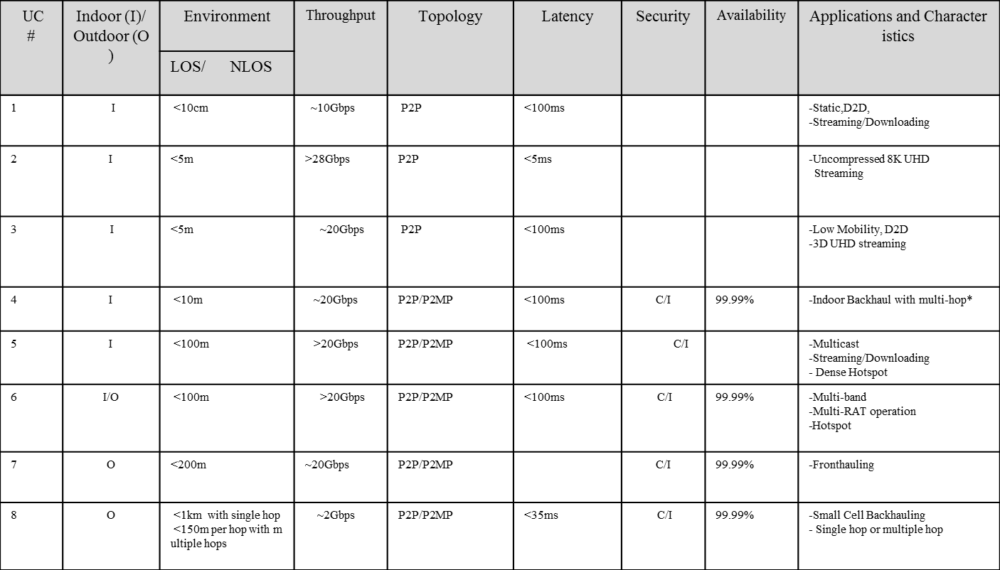 UC # Indoor (I)/ Outdoor (O ) Environment Throughput Topology Latency Security Availability Applications and Character istics
LOS/ NLOS
1 I <10cm ~10Gbps P2P <100ms -Static,D2D,
-Streaming/Downloading
2 I <5m >28Gbps P2P <5ms -Uncompressed 8K UHD
Streaming
3 I <5m ~20Gbps P2P <100ms -Low Mobility, D2D
-3D UHD streaming
4 I <10m ~20Gbps P2P/P2MP <100ms C/I 99.99% -Indoor Backhaul with multi-hop*
5 I <100m >20Gbps P2P/P2MP <100ms C/I -Multicast
-Streaming/Downloading
- Dense Hotspot
6 I/O <100m >20Gbps P2P/P2MP <100ms C/I 99.99% -Multi-band
-Multi-RAT operation
-Hotspot
7 O <200m ~20Gbps P2P/P2MP C/I 99.99% -Fronthauling
8 O <1km with single hop ~2Gbps P2P/P2MP <35ms C/I 99.99% -Small Cell Backhauling
<150m per hop with m - Single hop or multiple hop
ultiple hops